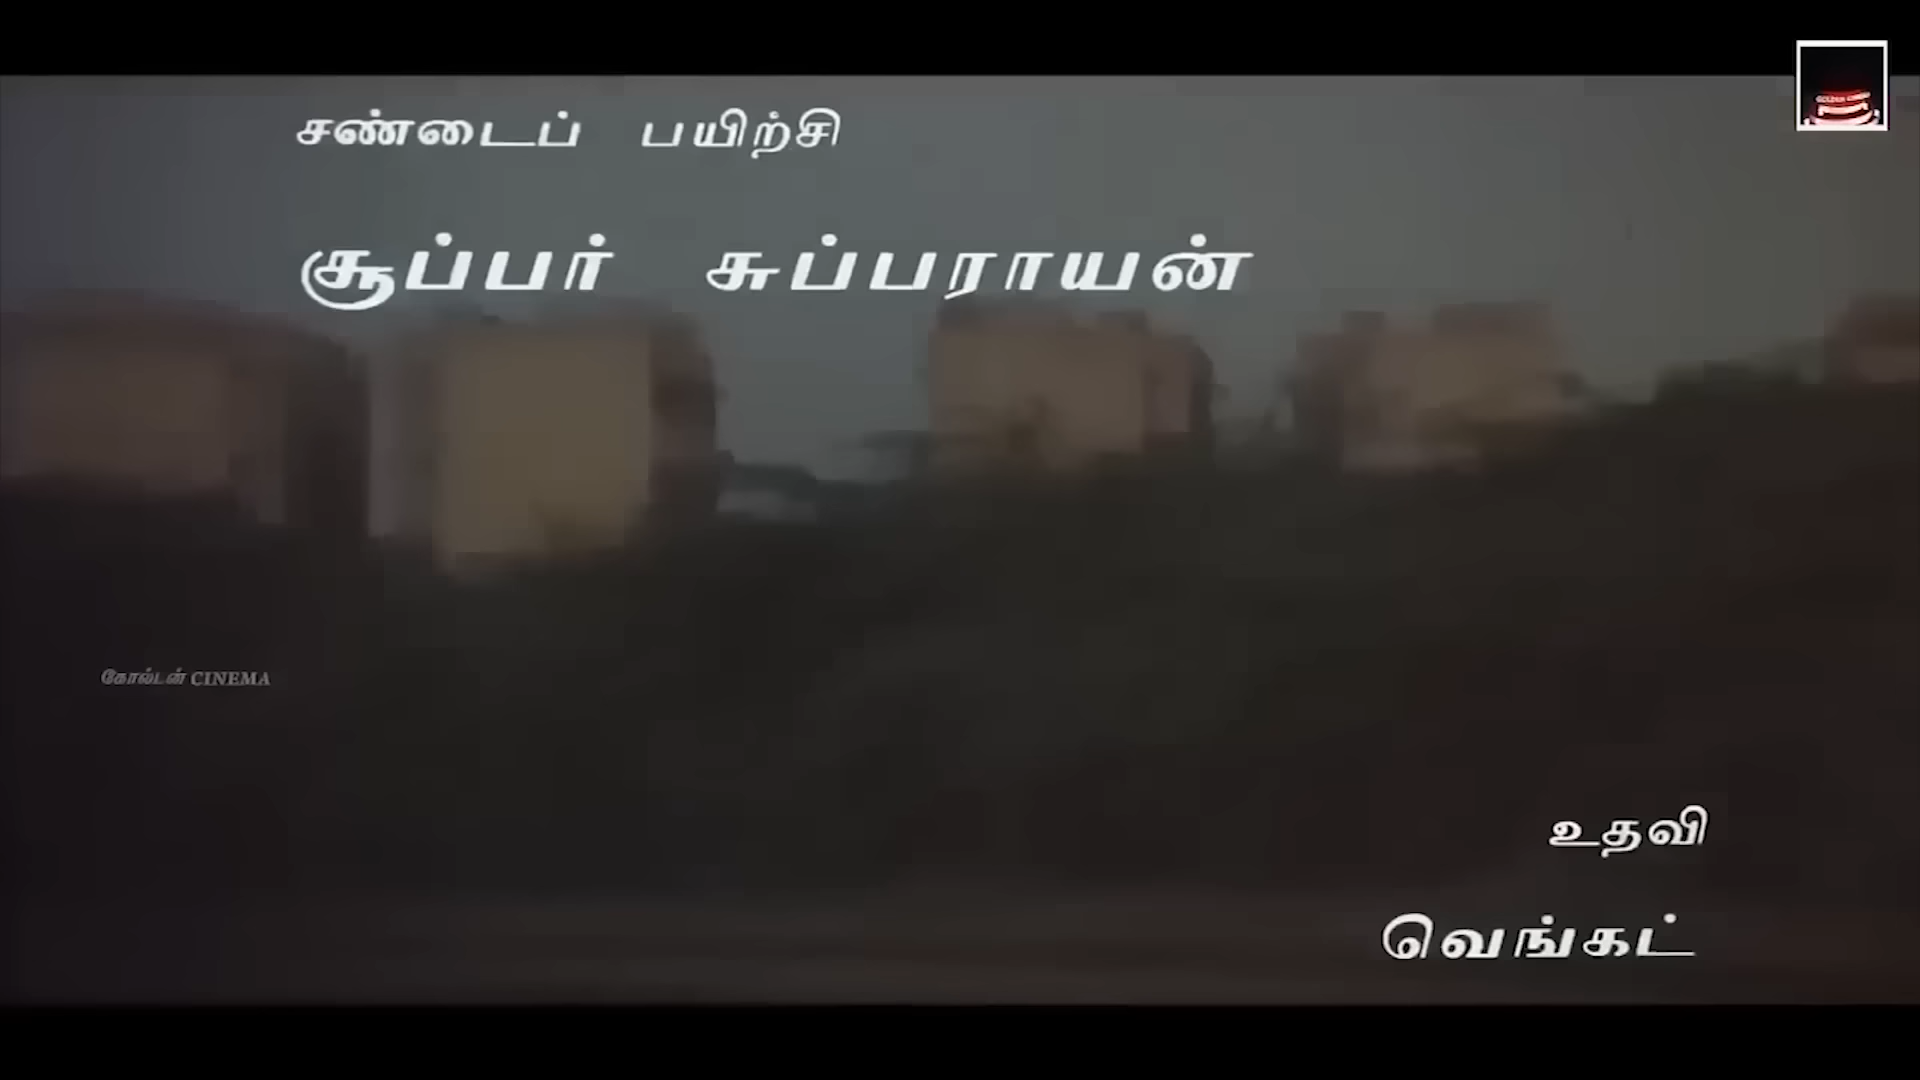 சண்டைப் பயிற்சி
சூப்பர் சுப்பராயன்
கோல்டன் CINEMA
உதவி
வெங்கட்